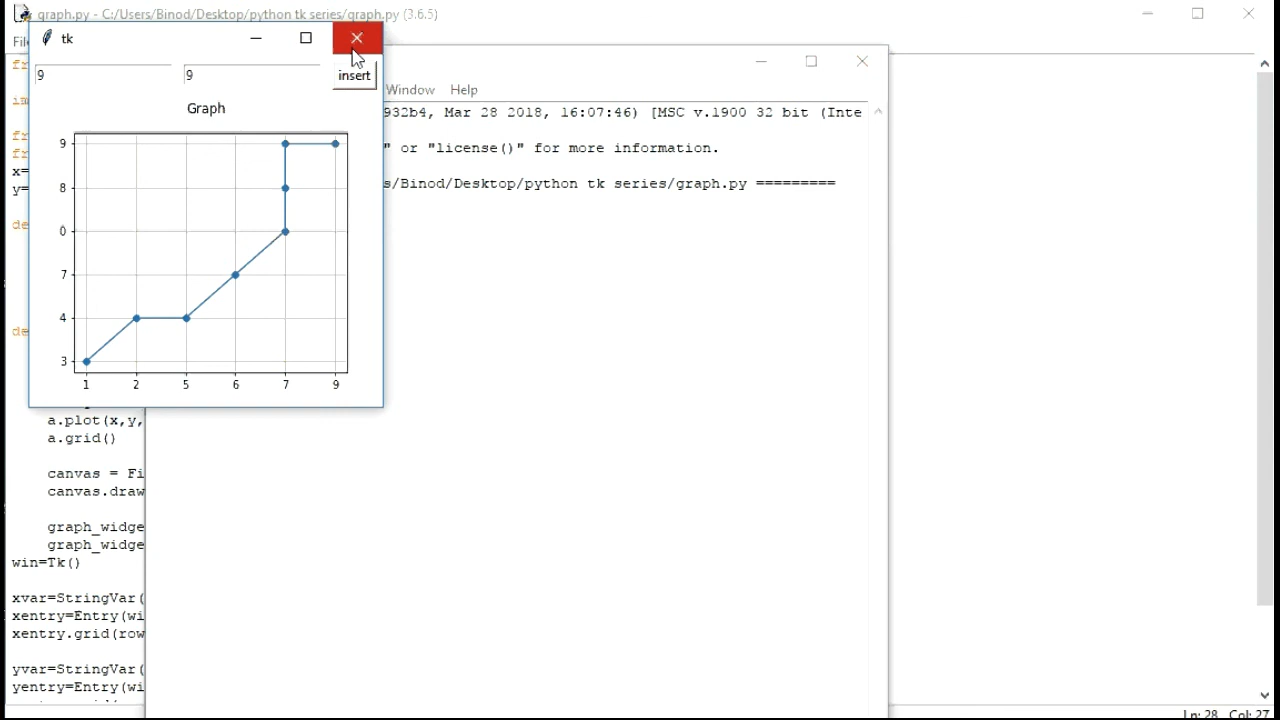 graph.py - C:/Users/Binod/Desktop/python tk series/graph.py (3.6.5)
tk
9 9 insert
Graph
9
8
0
7
4
3
1 2 5 6 7 9
Window Help
932b4, Mar 28 2018, 16:07:46) [MSC v.1900 32 bit (Inte
" or "license()" for more information.
s/Binod/Desktop/python tk series/graph.py =========
x=
y=
a.plot(x,y,
a.grid()
canvas = Fi
canvas.draw
graph_widge
graph_widge
win=Tk()
xvar=StringVar(
xentry=Entry(wi
xentry.grid(row
yvar=StringVar(
yentry=Entry(wi
Ln: 28 Col: 27